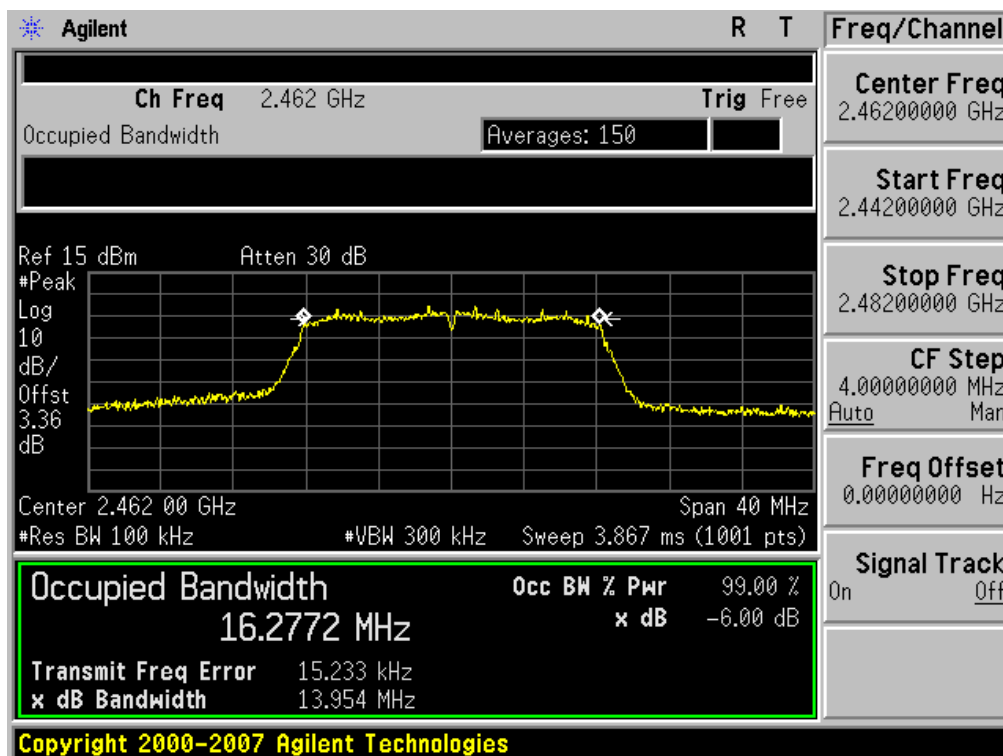 Agilent R T
Freq/Channel
Ch Freq 2.462 GHz Trig Free
Occupied Bandwidth Averages: 150
Ref 15 dBm Atten 30 dB
#Peak
Log
10
dB/
Offst
3.36
dB
Center 2.462 00 GHz Span 40 MHz
#Res BW 100 kHz #VBW 300 kHz Sweep 3.867 ms (1001 pts)
Occupied Bandwidth
16.2772 MHz
Occ BW % Pwr 99.00 %
x dB -6.00 dB
Transmit Freq Error 15.233 kHz
x dB Bandwidth 13.954 MHz
Center Freq
2.46200000 GHz
Start Freq
2.44200000 GHz
Stop Freq
2.48200000 GHz
CF Step
4.00000000 MHz
Auto Man
Freq Offset
0.00000000 Hz
Signal Track
On Off
Copyright 2000-2007 Agilent Technologies